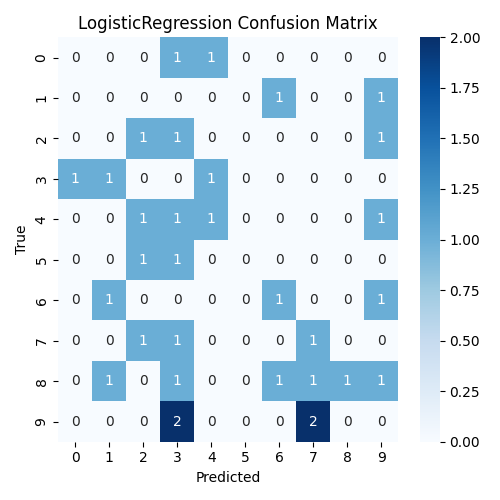 LogisticRegression Confusion Matrix
0 0 0 0 1 1 0 0 0 0 0
1 0 0 0 0 0 0 1 0 0 1
2 0 0 1 1 0 0 0 0 0 1
3 1 1 0 0 1 0 0 0 0 0
4 0 0 1 1 1 0 0 0 0 1
5 0 0 1 1 0 0 0 0 0 0
6 0 1 0 0 0 0 1 0 0 1
7 0 0 1 1 0 0 0 1 0 0
8 0 1 0 1 0 0 1 1 1 1
9 0 0 0 2 0 0 0 2 0 0
0 1 2 3 4 5 6 7 8 9
True
Predicted
2.00
1.75
1.50
1.25
1.00
0.75
0.50
0.25
0.00